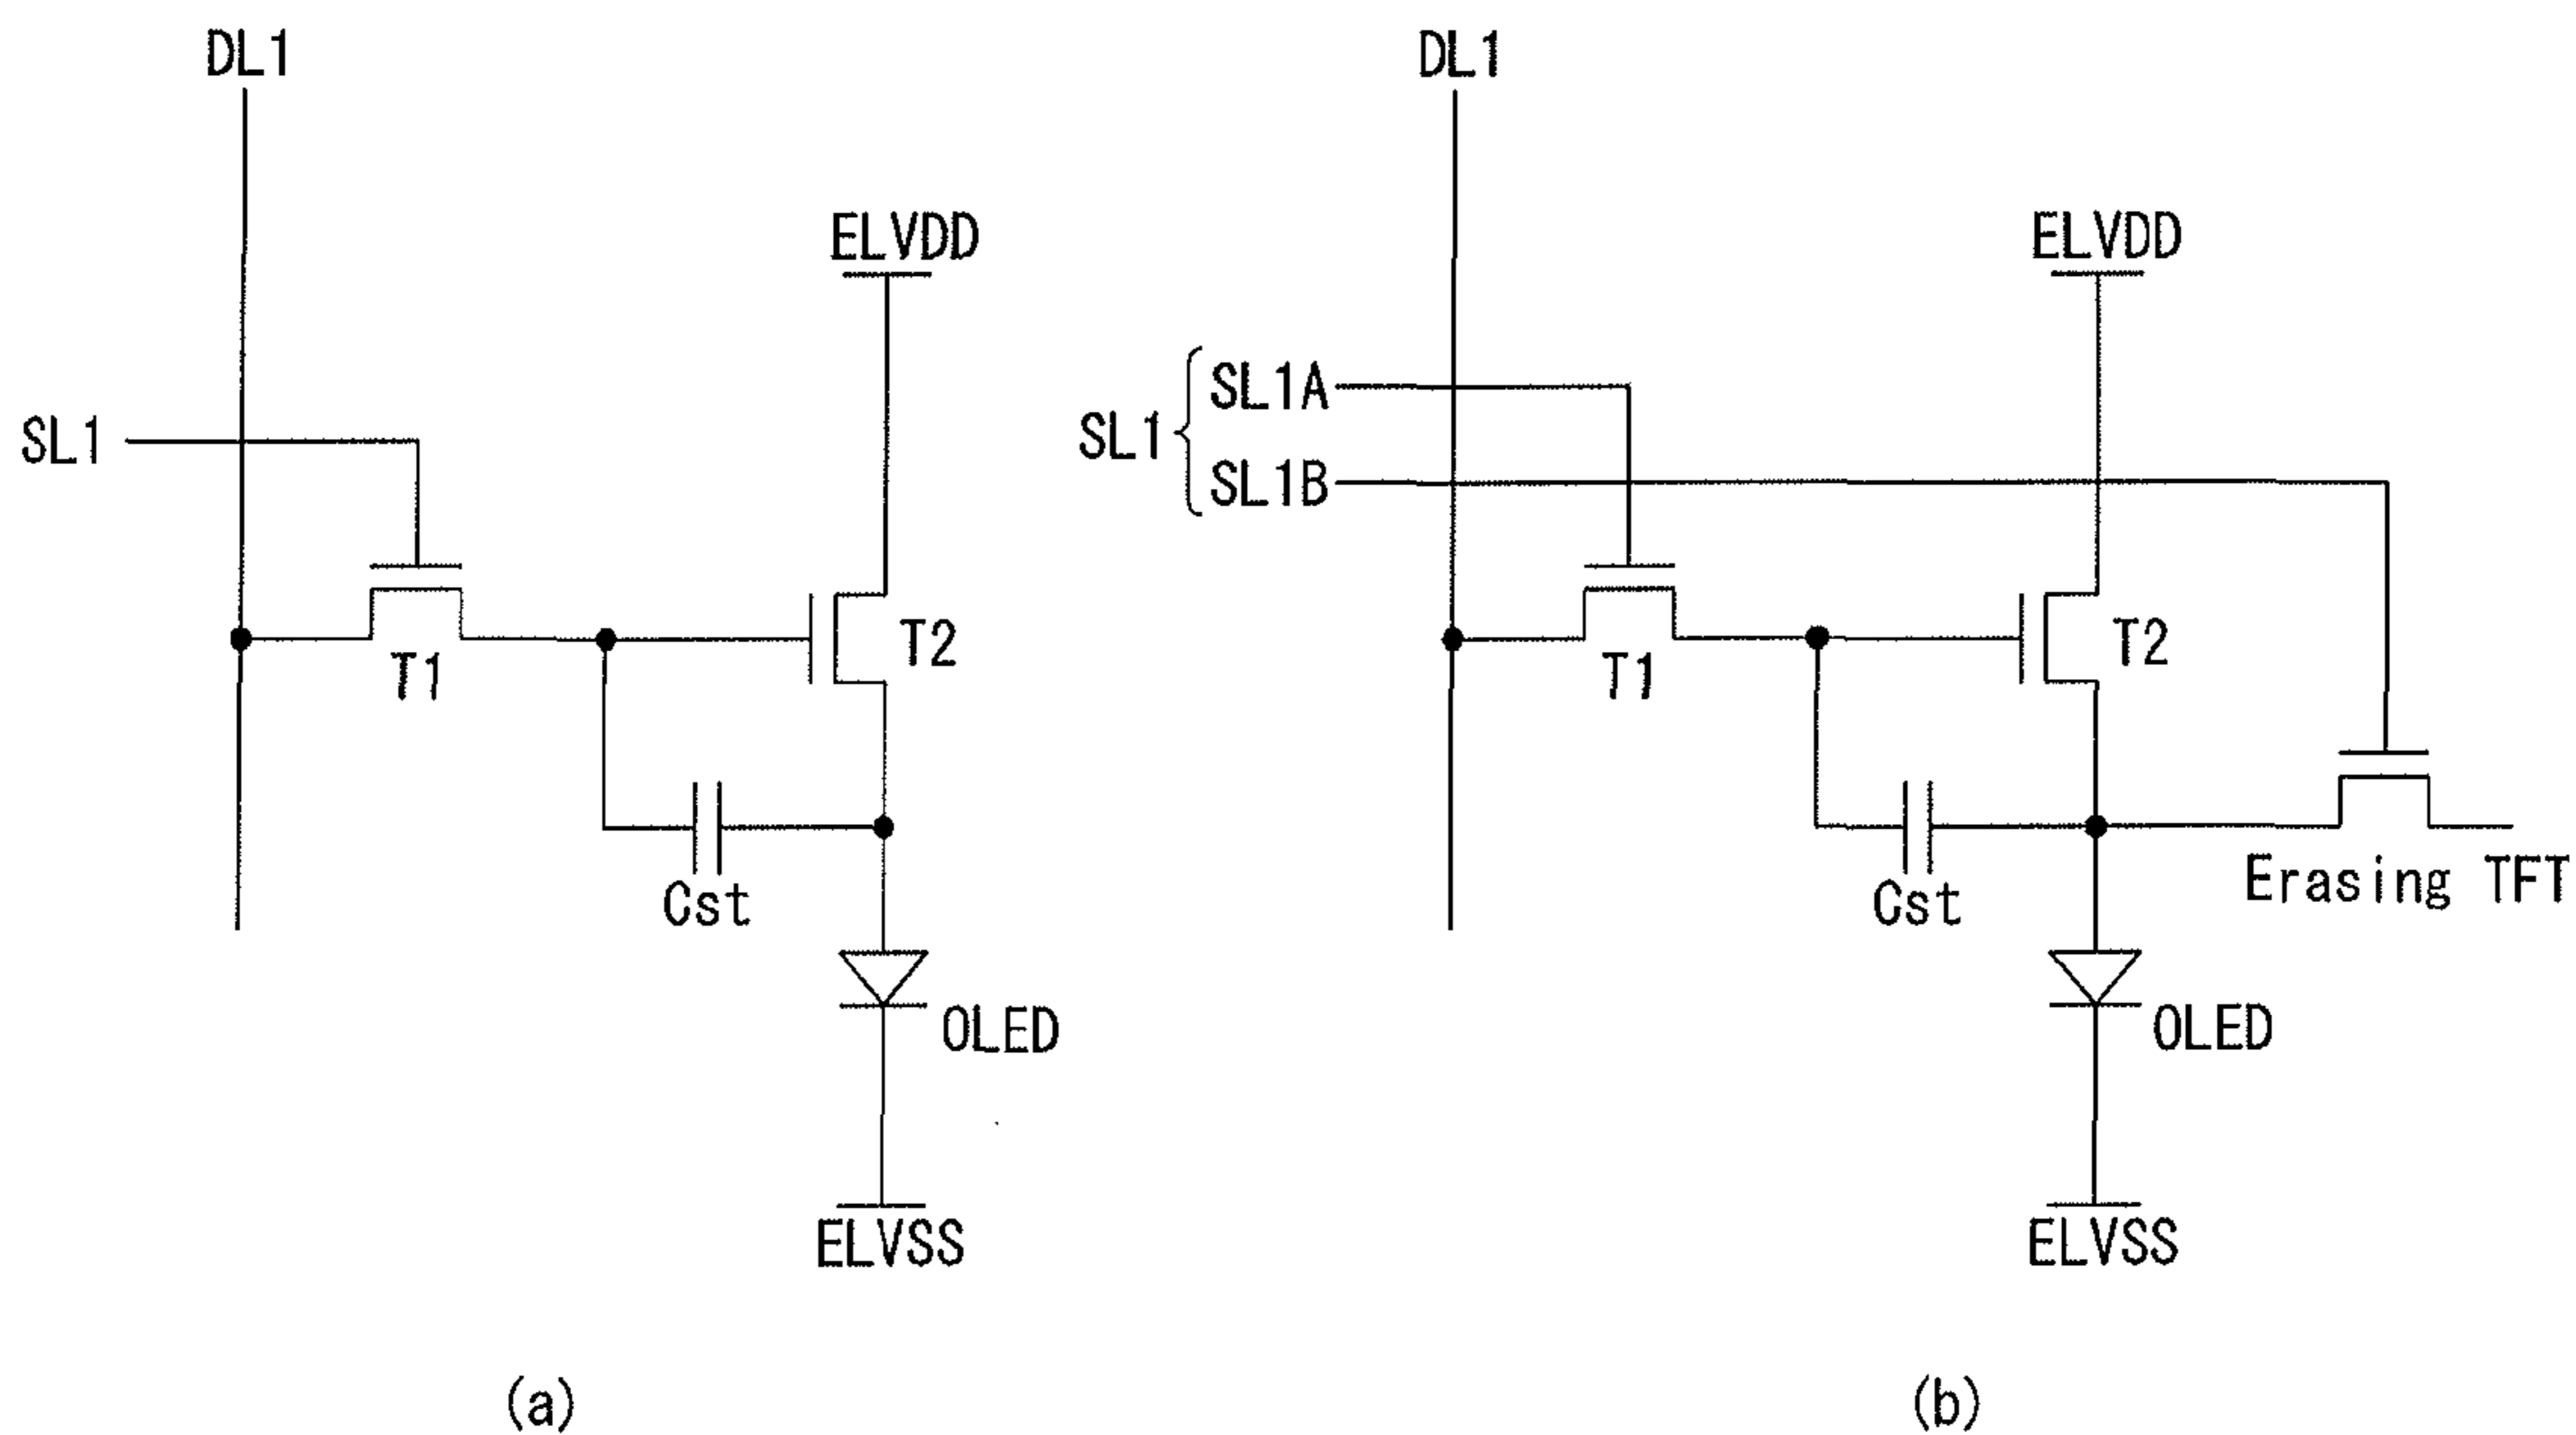 DL1
ELVDD
SL1
T1
T2
Cst
OLED
ELVSS
(a)
DL1
ELVDD
SL1
SL1A
SL1B
T1
T2
Cst
Erasing TFT
OLED
ELVSS
(b)